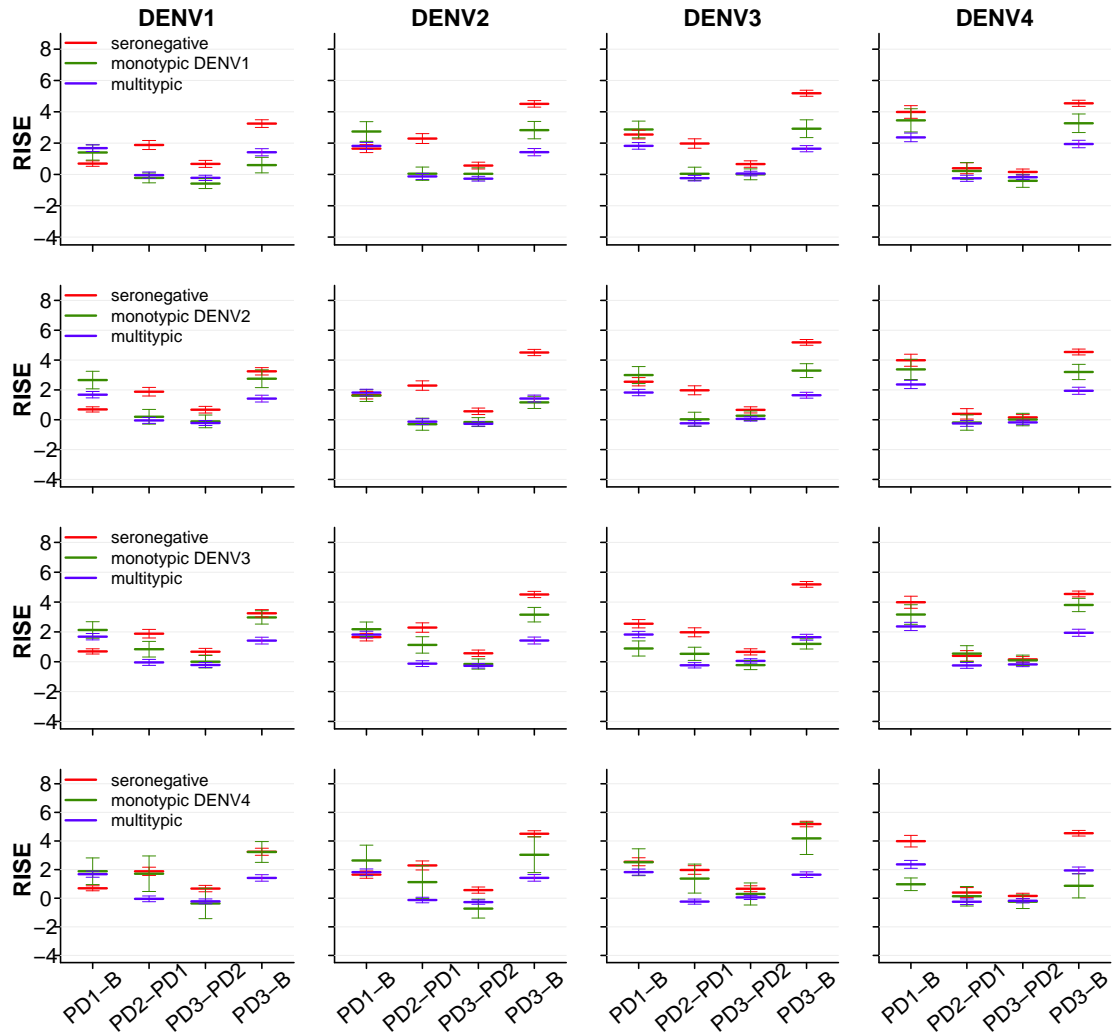 DENV1 DENV2 DENV3 DENV4
8
6
4
2
0
−2
−4
RISE
seronegative
monotypic DENV1
multitypic
8
6
4
2
0
−2
−4
RISE
seronegative
monotypic DENV2
multitypic
8
6
4
2
0
−2
−4
RISE
seronegative
monotypic DENV3
multitypic
8
6
4
2
0
−2
−4
RISE
seronegative
monotypic DENV4
multitypic
PD1−B PD2−PD1 PD3−PD2 PD3−B PD1−B PD2−PD1 PD3−PD2 PD3−B PD1−B PD2−PD1 PD3−PD2 PD3−B PD1−B PD2−PD1 PD3−PD2 PD3−B